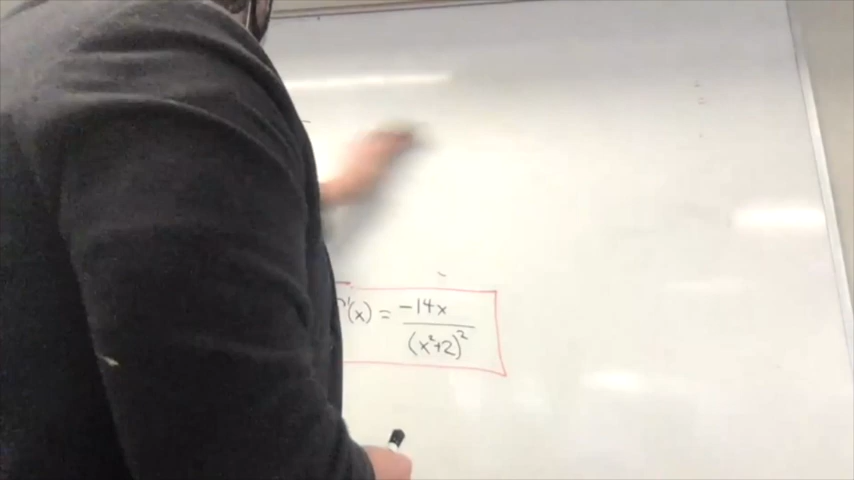 '(x) = -14x / (x²+2)²